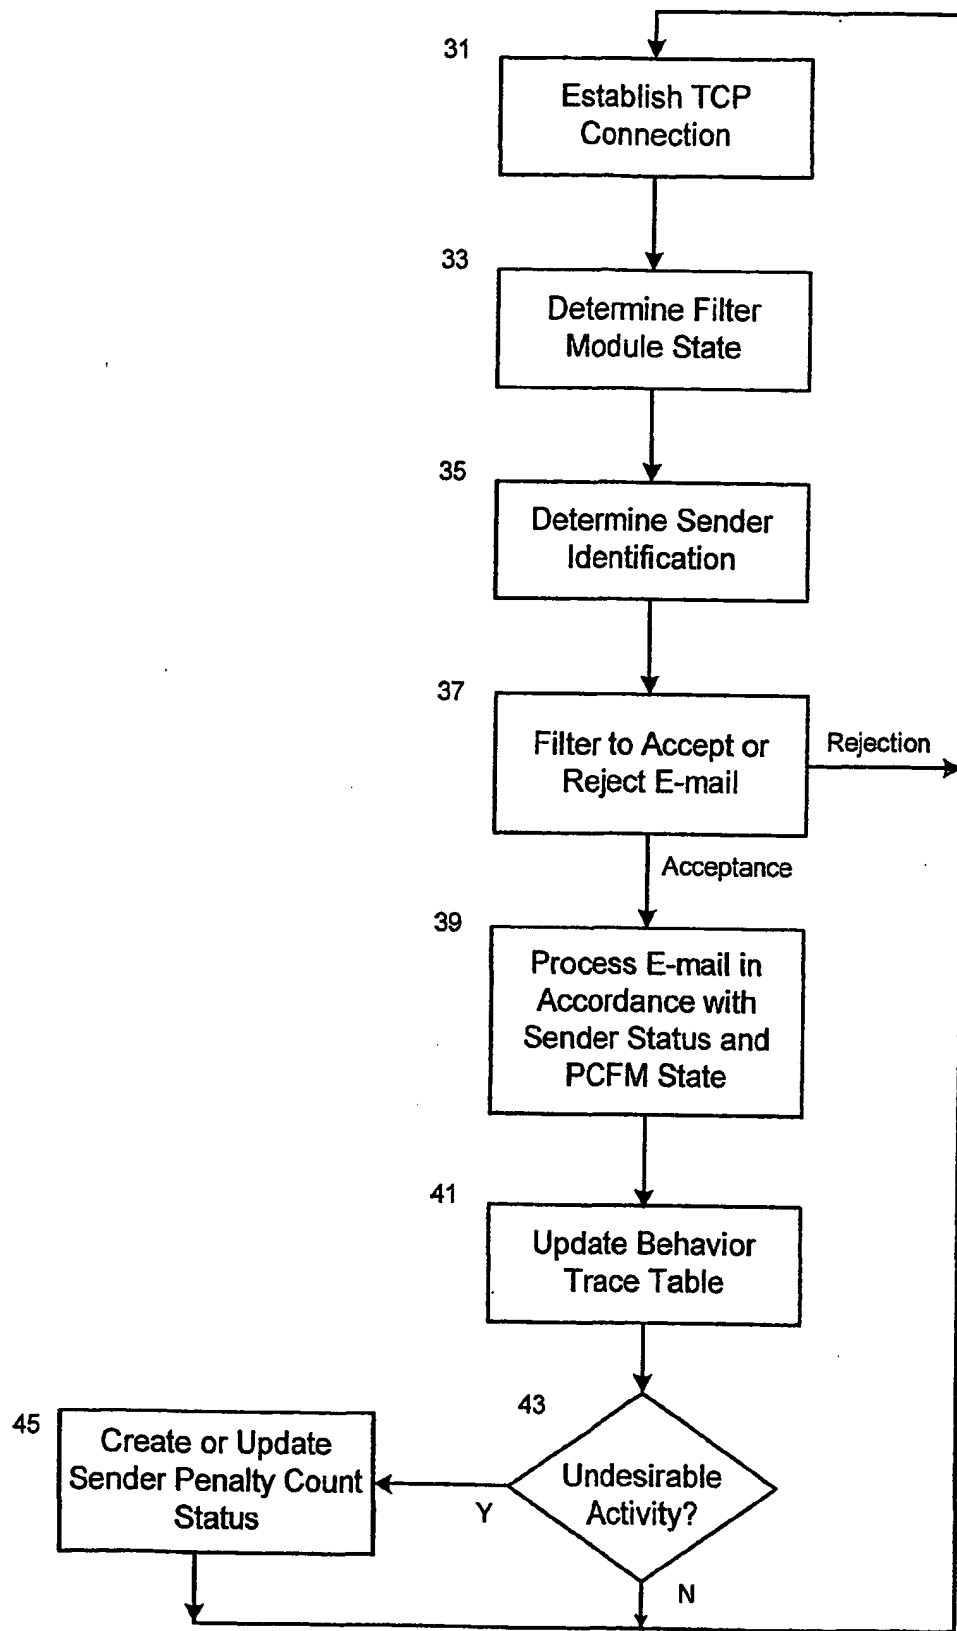 31
Establish TCP
Connection
33
Determine Filter
Module State
35
Determine Sender
Identification
37
Filter to Accept or
Reject E-mail
Rejection
Acceptance
39
Process E-mail in
Accordance with
Sender Status and
PCFM State
41
Update Behavior
Trace Table
43
Undesirable
Activity?
Y
N
45
Create or Update
Sender Penalty Count
Status